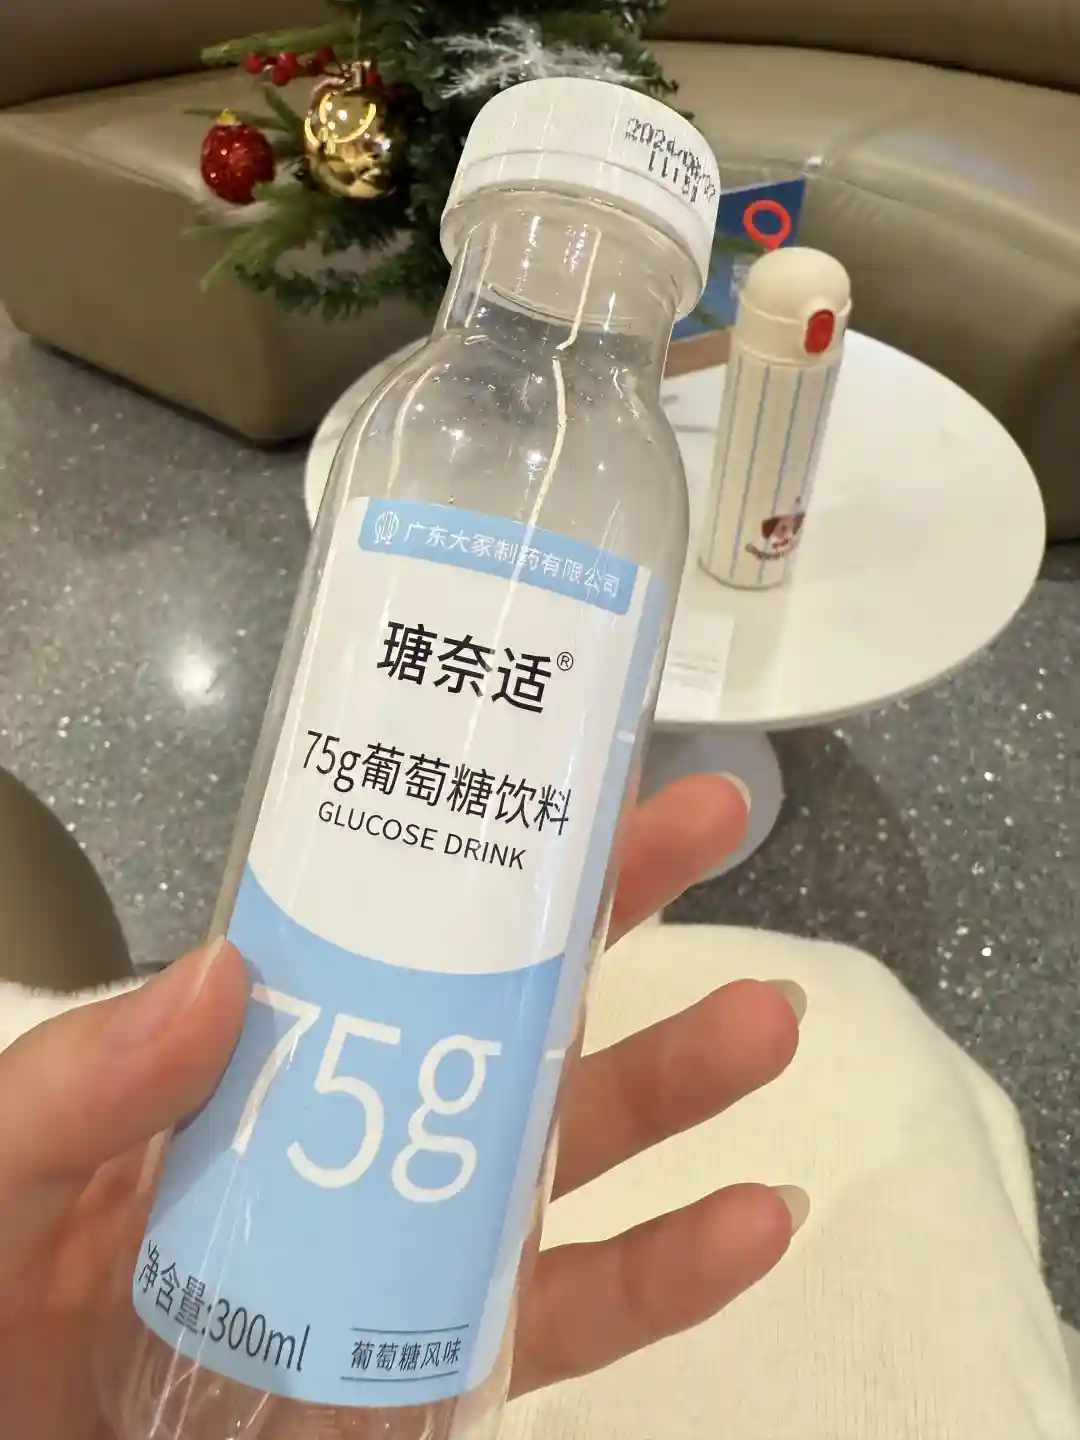 广东大冢制药有限公司
瑭奈适®
75g葡萄糖饮料
GLUCOSE DRINK
75g
净含量:300ml
葡萄糖风味